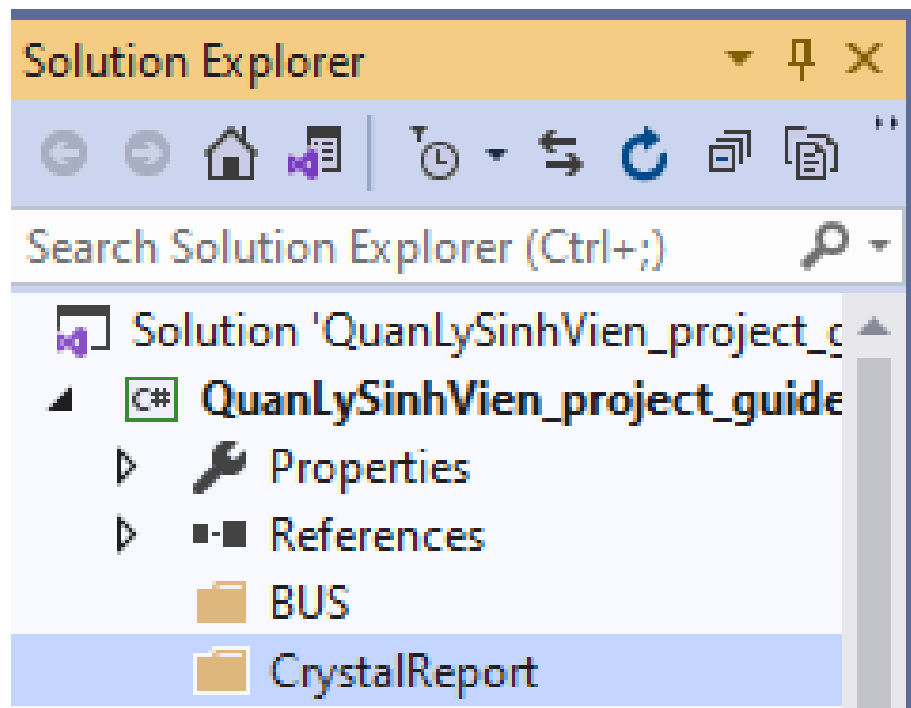 Solution Explorer
Search Solution Explorer (Ctrl+;)
Solution 'QuanLySinhVien_project_g
C# QuanLySinhVien_project_guide
Properties
References
BUS
CrystalReport